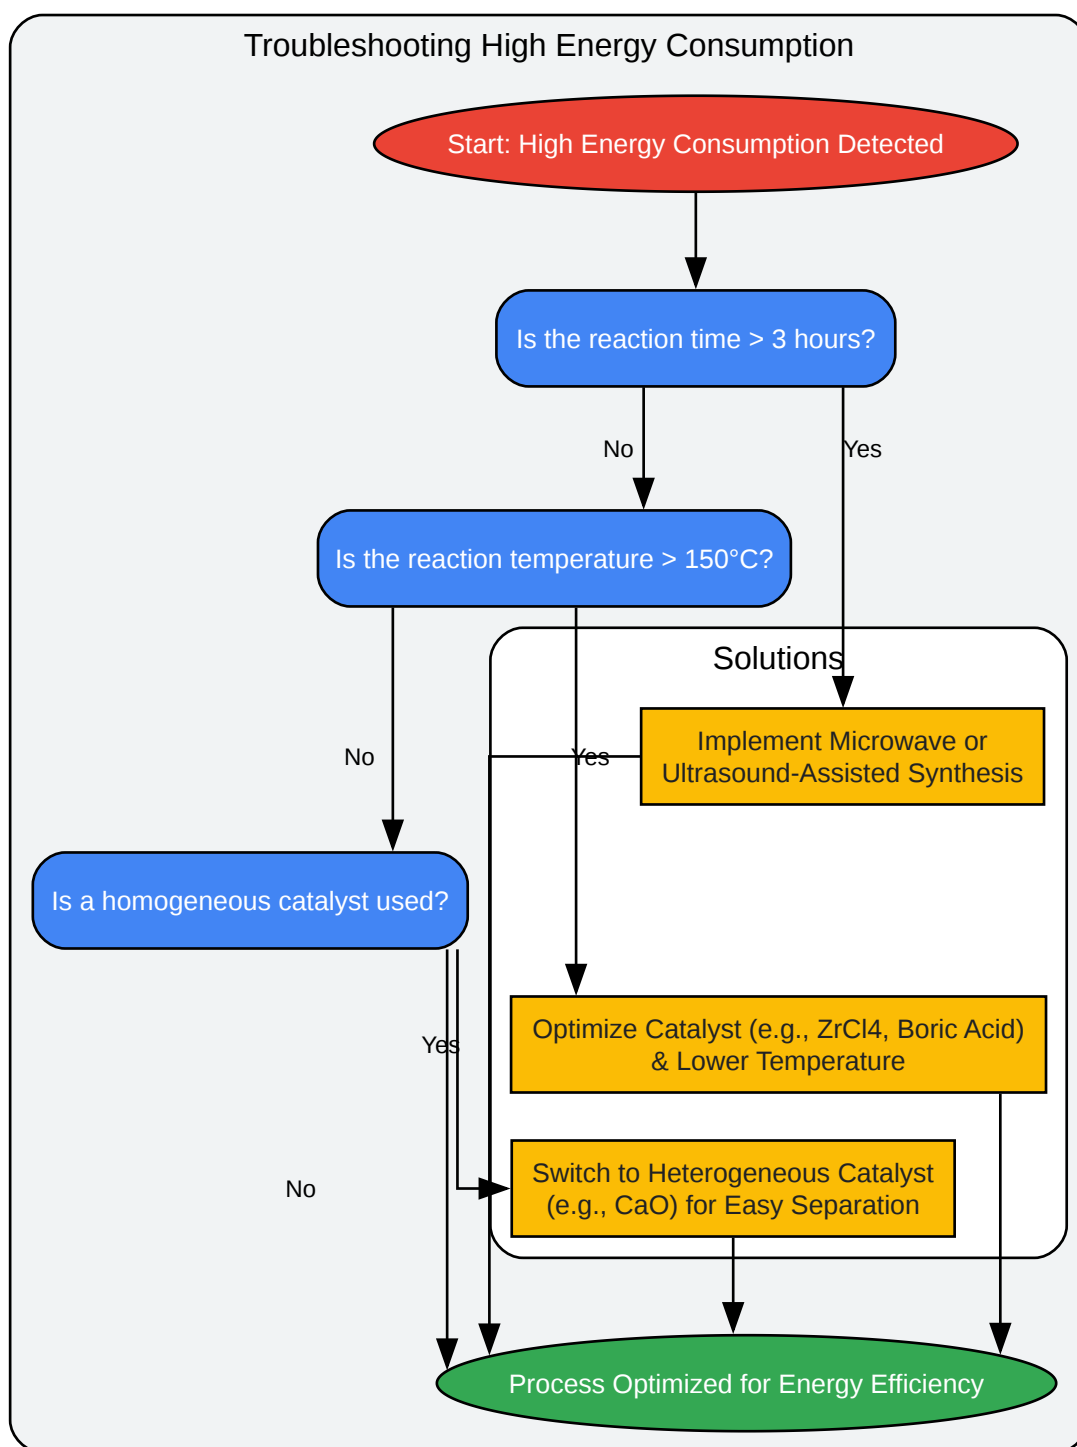 Troubleshooting High Energy Consumption
Start: High Energy Consumption Detected
Is the reaction time > 3 hours?
No
Yes
Is the reaction temperature > 150°C?
Solutions
Implement Microwave or
Ultrasound-Assisted Synthesis
No
Yes
Is a homogeneous catalyst used?
Optimize Catalyst (e.g., ZrCl4, Boric Acid)
& Lower Temperature
Yes
Switch to Heterogeneous Catalyst
(e.g., CaO) for Easy Separation
No
Process Optimized for Energy Efficiency